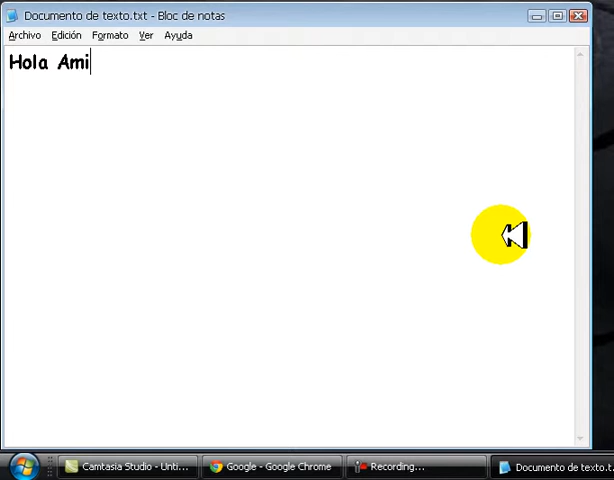 Documento de texto.txt - Bloc de notas
Archivo Edición Formato Ver Ayuda
Hola Ami
Camtasia Studio - Unti... Google - Google Chrome Recording... Documento de texto.t...